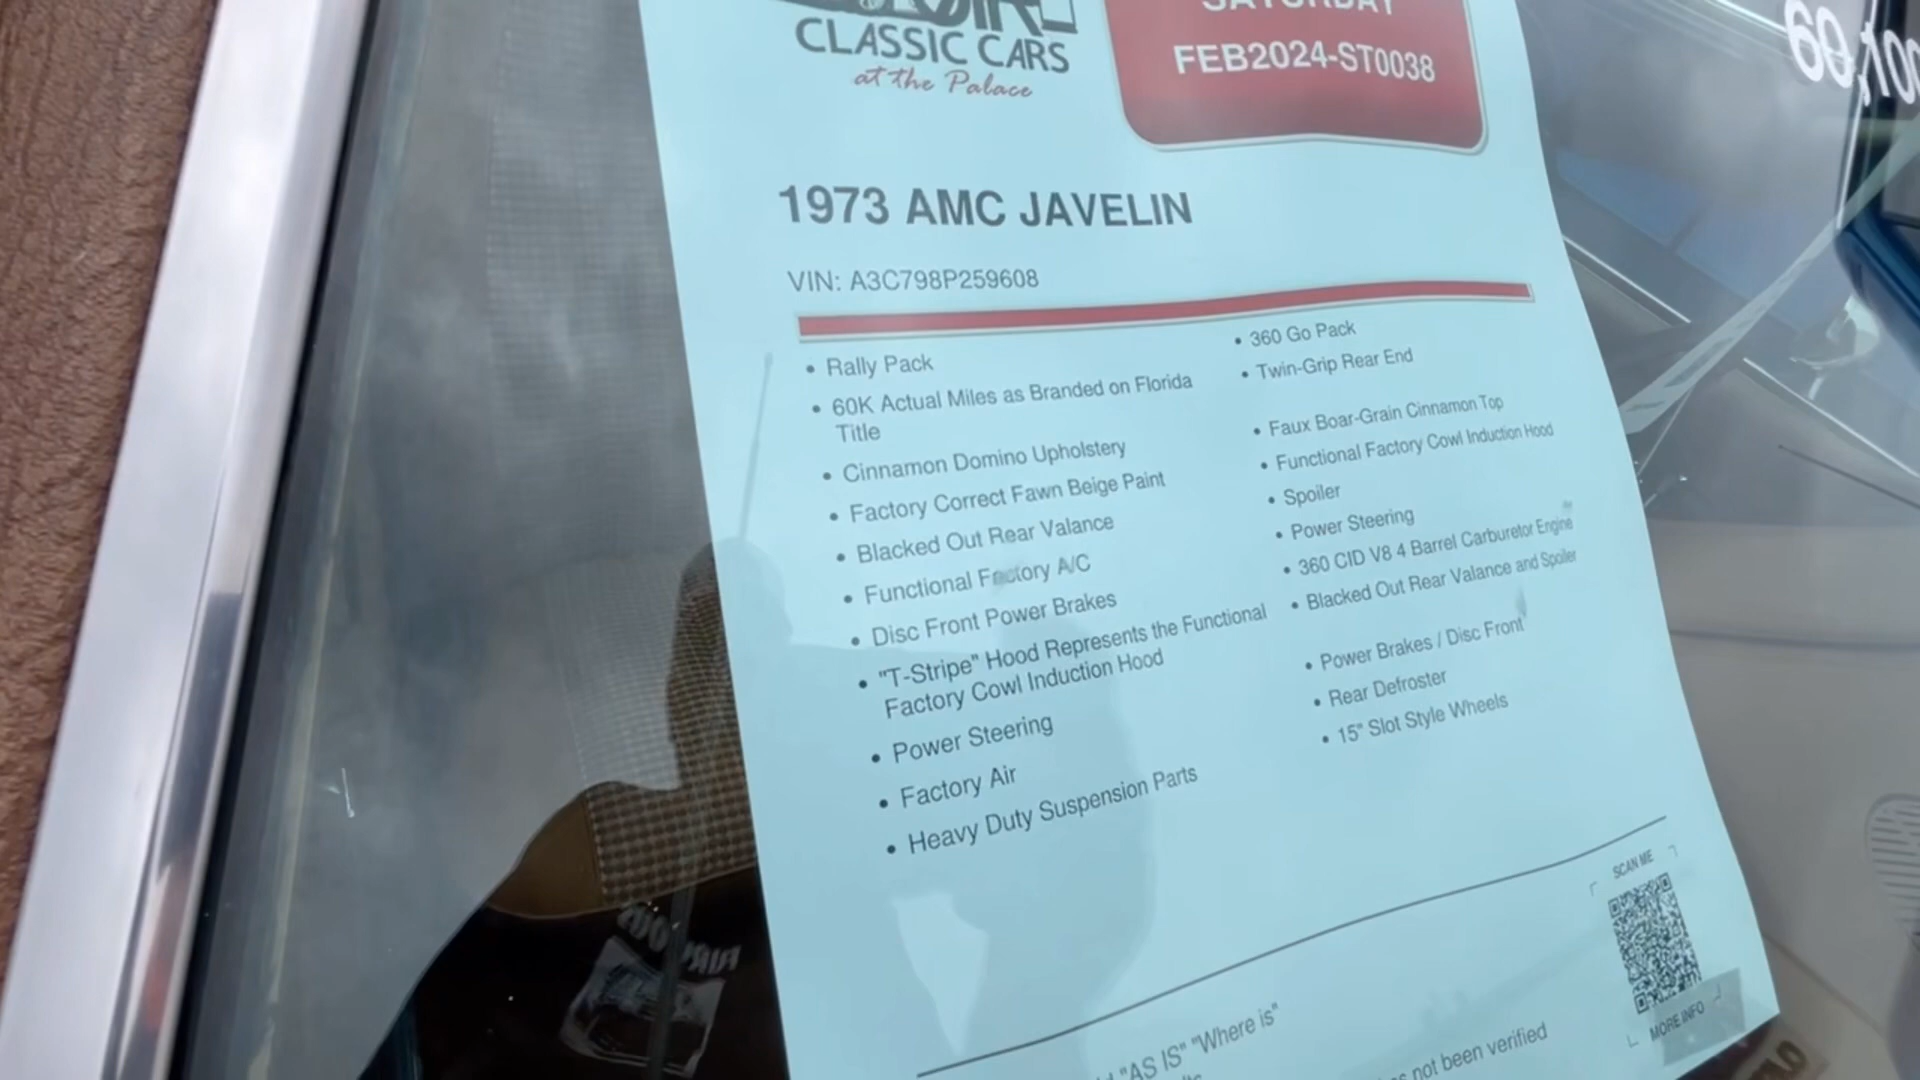 CLASSIC CARS
at the Palace
SATURDAY
FEB2024-ST0038
1973 AMC JAVELIN
VIN: A3C798P259608
• Rally Pack
• 60K Actual Miles as Branded on Florida
Title
• Cinnamon Domino Upholstery
• Factory Correct Fawn Beige Paint
• Blacked Out Rear Valance
• Functional Factory A/C
• Disc Front Power Brakes
• "T-Stripe" Hood Represents the Functional
Factory Cowl Induction Hood
• Power Steering
• Factory Air
• Heavy Duty Suspension Parts
• 360 Go Pack
• Twin-Grip Rear End
• Faux Boar-Grain Cinnamon Top
• Functional Factory Cowl Induction Hood
• Spoiler
• Power Steering
• 360 CID V8 4 Barrel Carburetor Engine
• Blacked Out Rear Valance and Spoiler
• Power Brakes / Disc Front
• Rear Defroster
• 15" Slot Style Wheels
SCAN ME
MORE INFO
"AS IS" "Where is"
not been verified
60,100